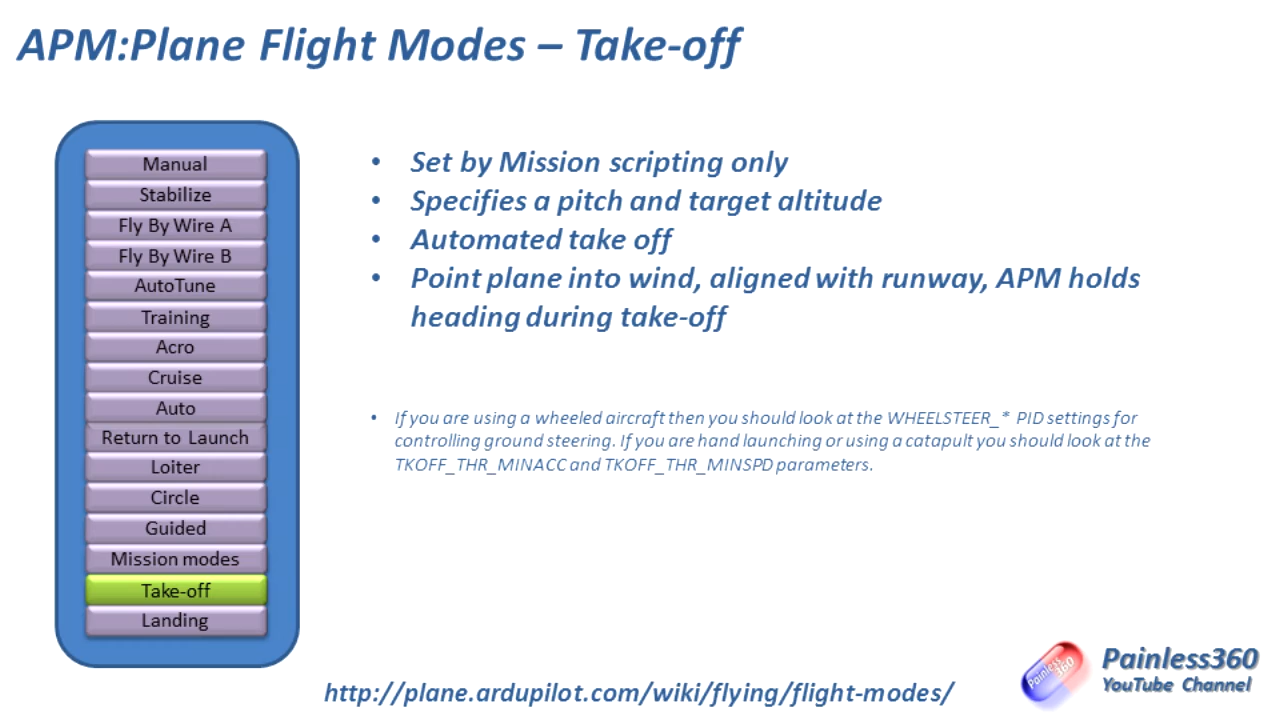 APM:Plane Flight Modes – Take-off
Manual
Stabilize
Fly By Wire A
Fly By Wire B
AutoTune
Training
Acro
Cruise
Auto
Return to Launch
Loiter
Circle
Guided
Mission modes
Take-off
Landing
• Set by Mission scripting only
• Specifies a pitch and target altitude
• Automated take off
• Point plane into wind, aligned with runway, APM holds
heading during take-off
• If you are using a wheeled aircraft then you should look at the WHEELSTEER_* PID settings for
controlling ground steering. If you are hand launching or using a catapult you should look at the
TKOFF_THR_MINACC and TKOFF_THR_MINSPD parameters.
http://plane.ardupilot.com/wiki/flying/flight-modes/
Painless360
Painless360
YouTube Channel